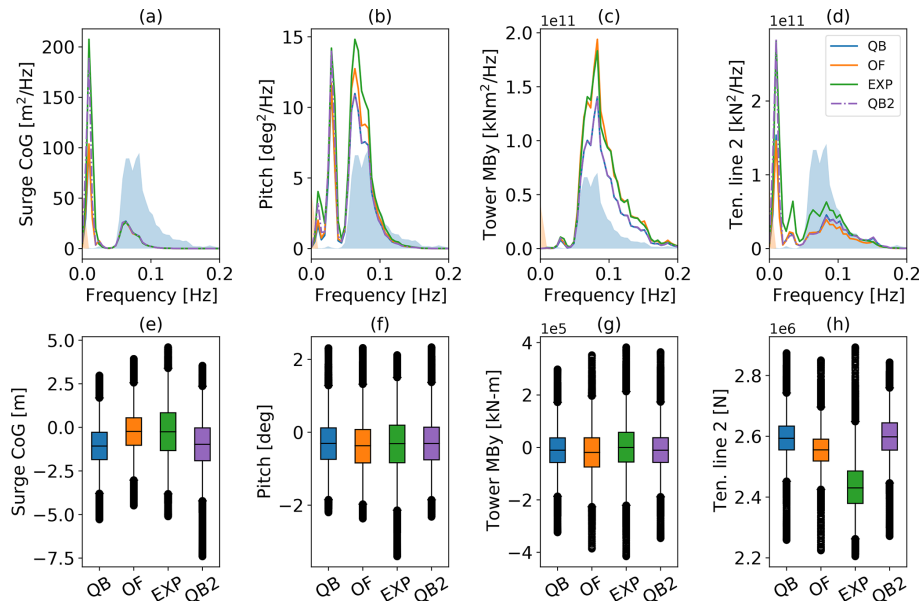 (a)
(b)
(c)
(d)
1e11
1e11
Surge CoG [m²/Hz]
200
150
100
50
0
0.0 0.1 0.2
Frequency [Hz]
Pitch [deg²/Hz]
15
10
5
0
0.0 0.1 0.2
Frequency [Hz]
Tower MBy [kNm²/Hz]
2.0
1.5
1.0
0.5
0.0
0.0 0.1 0.2
Frequency [Hz]
Ten. line 2 [kN²/Hz]
3
2
1
0
0.0 0.1 0.2
Frequency [Hz]
QB
OF
EXP
QB2
(e)
(f)
(g)
(h)
1e5
1e6
Surge CoG [m]
5.0
2.5
0.0
−2.5
−5.0
−7.5
QB OF EXP QB2
Pitch [deg]
2
0
−2
QB OF EXP QB2
Tower MBy [kN-m]
4
2
0
−2
−4
QB OF EXP QB2
Ten. line 2 [N]
2.8
2.6
2.4
2.2
QB OF EXP QB2